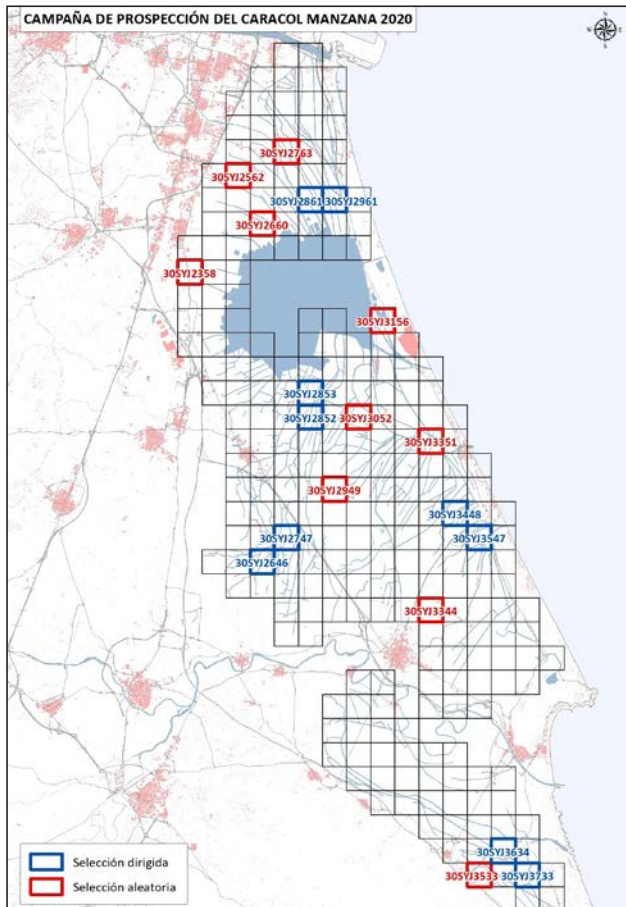 CAMPAÑA DE PROSPECCIÓN DEL CARACOL MANZANA 2020
N
30SYJ2763
30SYJ2562
30SYJ2861 30SYJ2961
30SYJ2660
30SYJ2358
30SYJ3156
30SYJ2853
30SYJ2852 30SYJ3052
30SYJ3351
30SYJ2949
30SYJ3448
30SYJ2747 30SYJ3547
30SYJ2646
30SYJ3344
30SYJ3634
30SYJ3533 30SYJ3733
Selección dirigida
Selección aleatoria